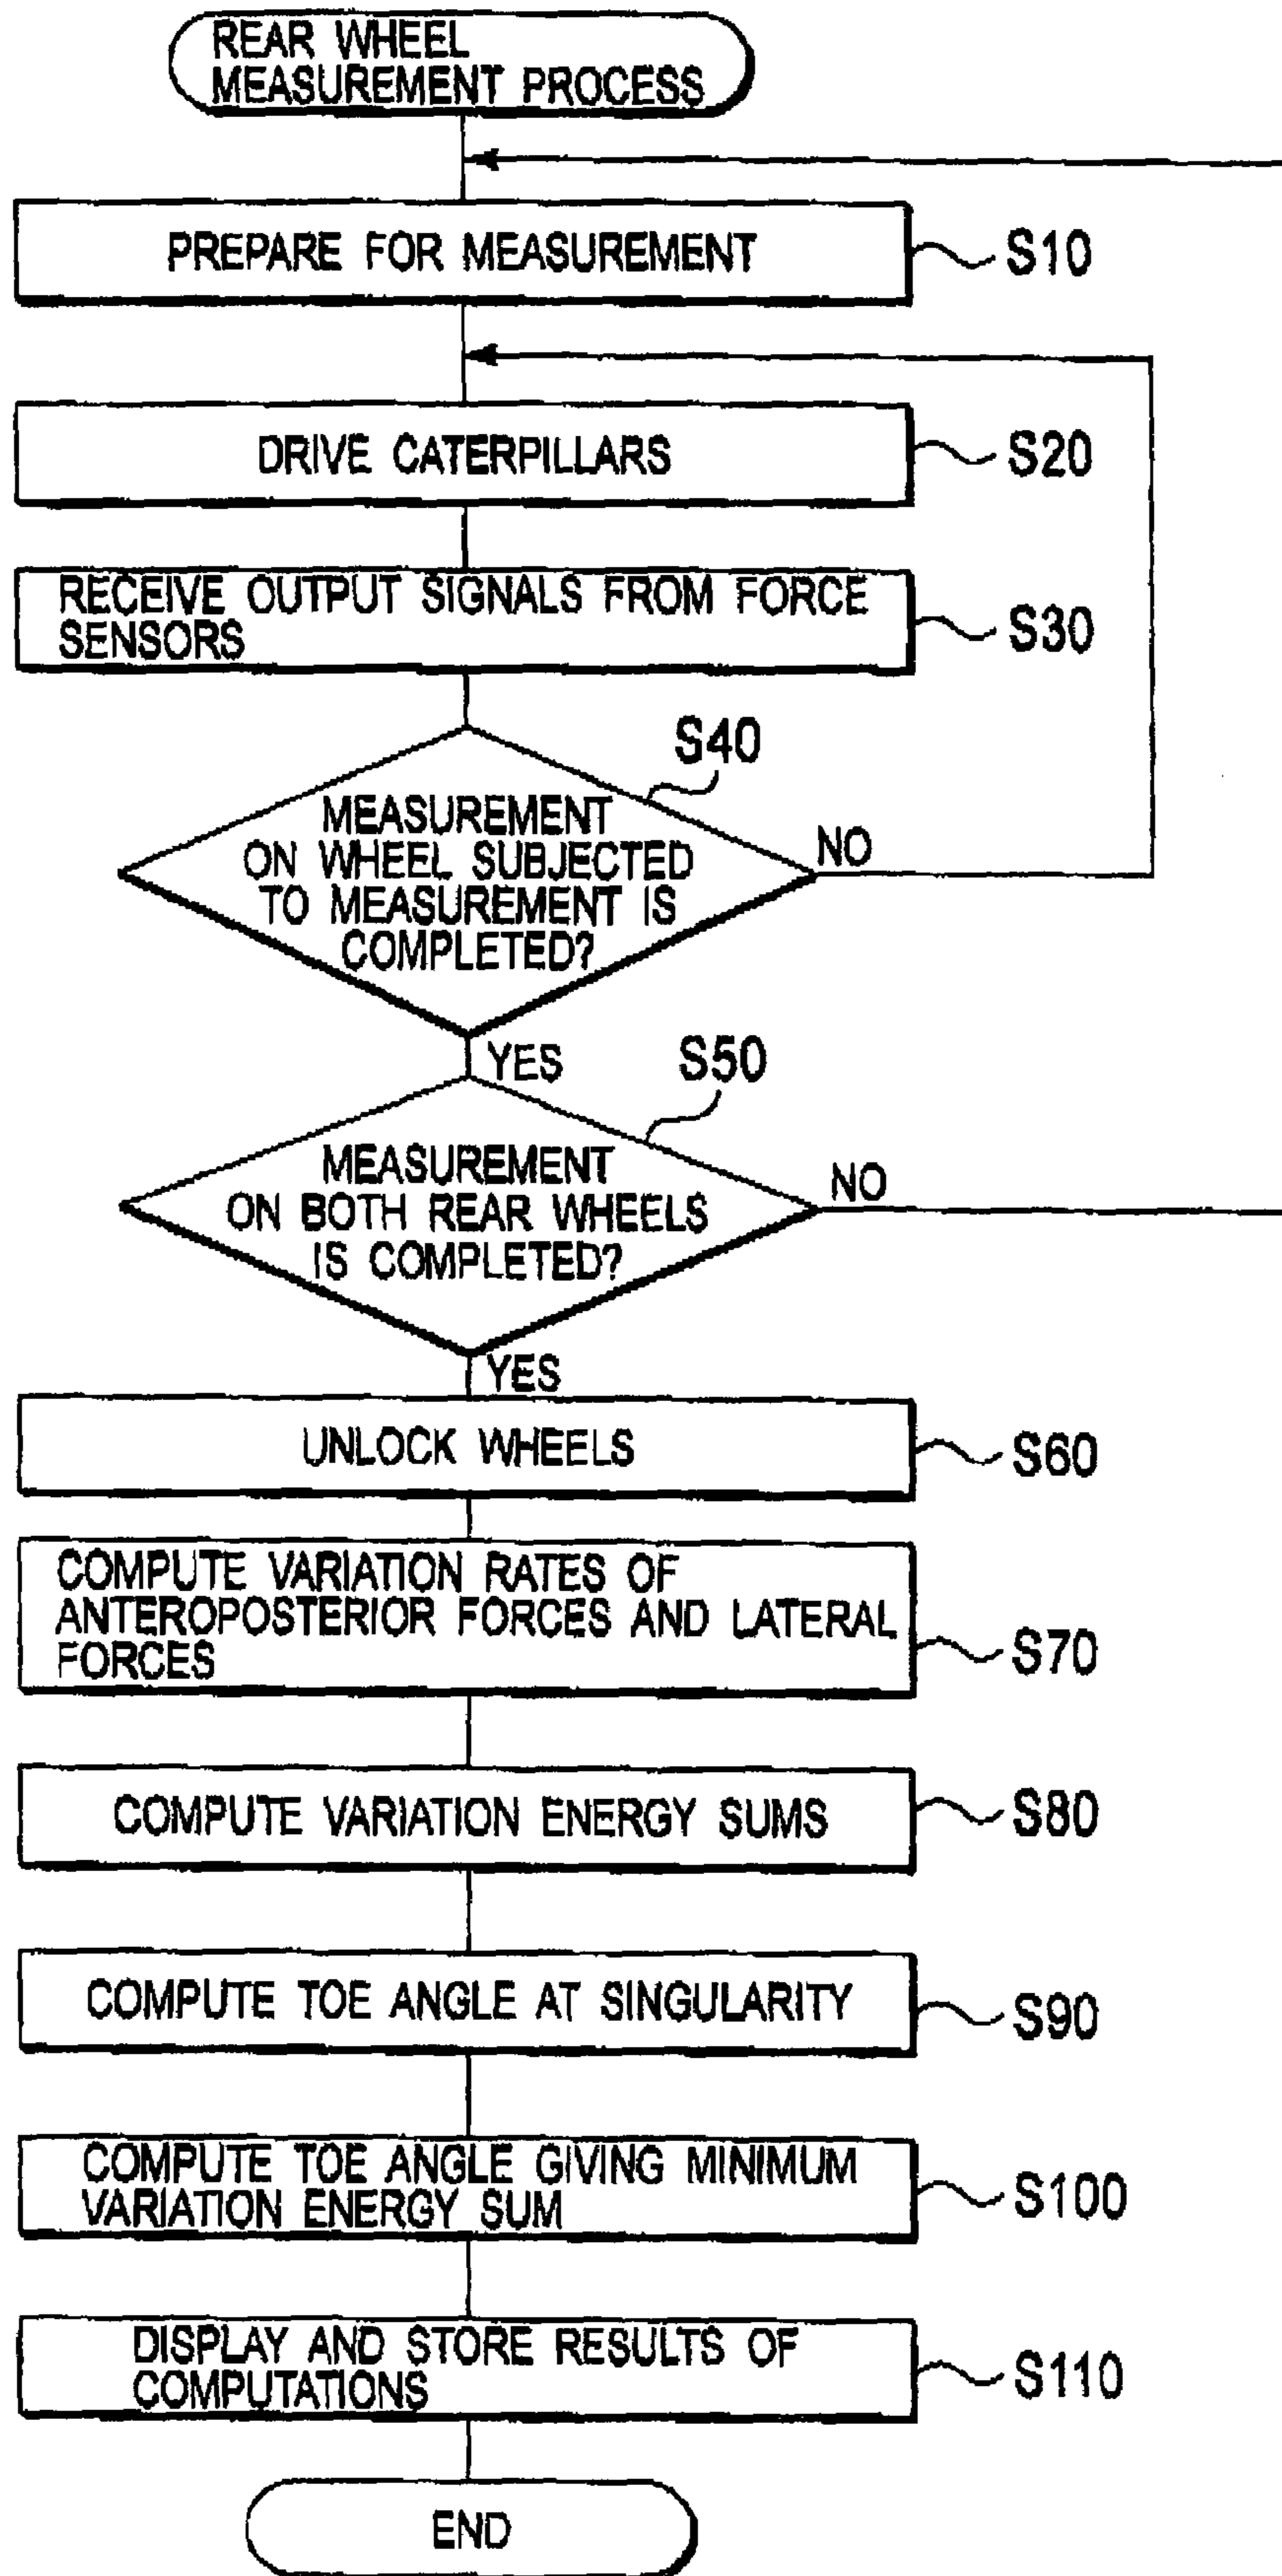 REAR WHEEL
MEASUREMENT PROCESS
PREPARE FOR MEASUREMENT
S10
DRIVE CATERPILLARS
S20
RECEIVE OUTPUT SIGNALS FROM FORCE
SENSORS
S30
S40
MEASUREMENT
ON WHEEL SUBJECTED
TO MEASUREMENT IS
COMPLETED?
NO
YES
S50
MEASUREMENT
ON BOTH REAR WHEELS
IS COMPLETED?
NO
YES
UNLOCK WHEELS
S60
COMPUTE VARIATION RATES OF
ANTEROPOSTERIOR FORCES AND LATERAL
FORCES
S70
COMPUTE VARIATION ENERGY SUMS
S80
COMPUTE TOE ANGLE AT SINGULARITY
S90
COMPUTE TOE ANGLE GIVING MINIMUM
VARIATION ENERGY SUM
S100
DISPLAY AND STORE RESULTS OF
COMPUTATIONS
S110
END